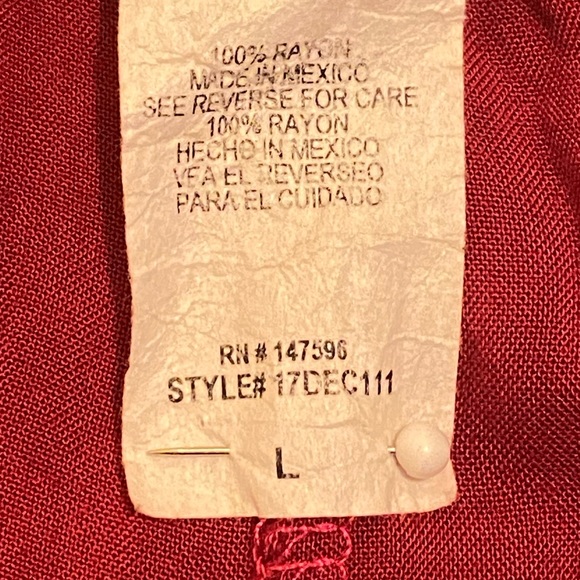 100% RAYON
MADE IN MEXICO
SEE REVERSE FOR CARE
100% RAYON
HECHO IN MEXICO
VEA EL REVERSEO
PARA EL CUIDADO
RN # 147596
STYLE# 17DEC111
L